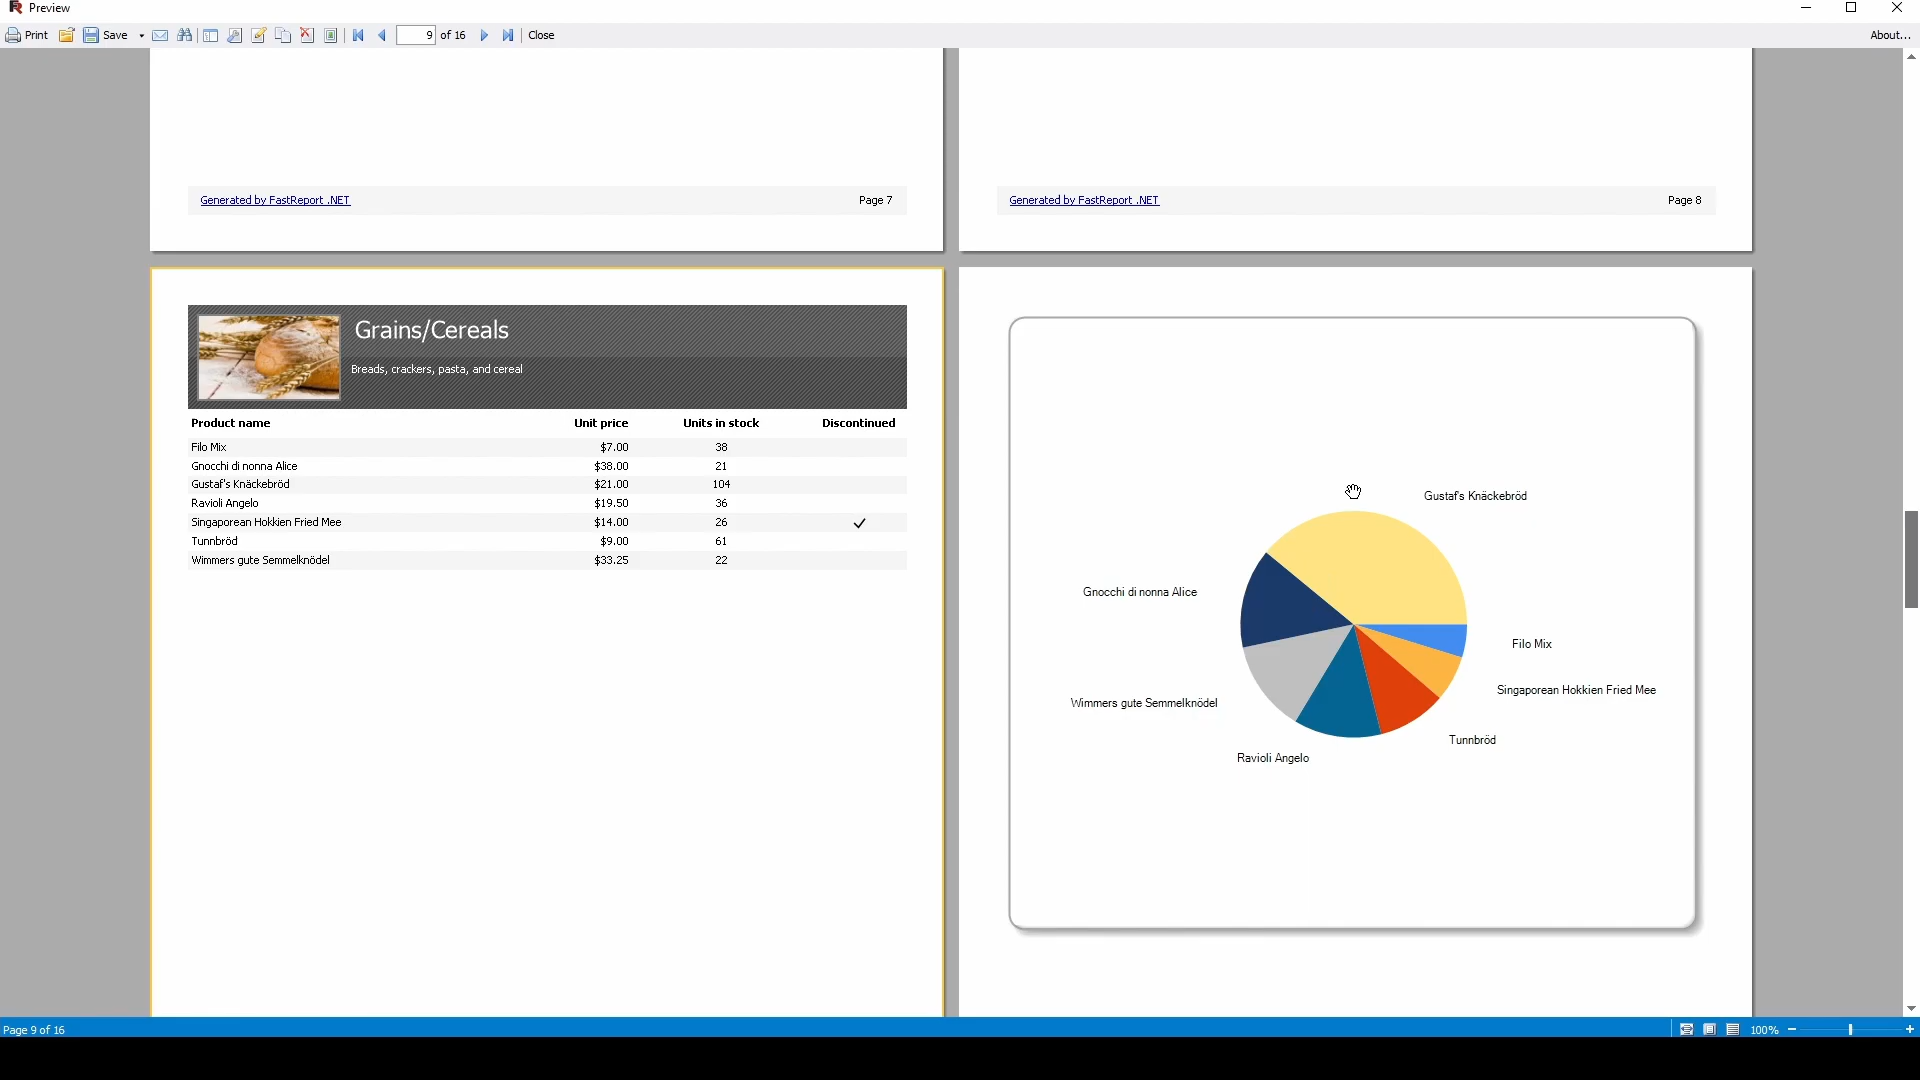 Preview
Print Save 9 of 16 Close About...
Generated by FastReport .NET Page 7
Generated by FastReport .NET Page 8
Grains/Cereals
Breads, crackers, pasta, and cereal
Product name Unit price Units in stock Discontinued
Filo Mix $7.00 38
Gnocchi di nonna Alice $38.00 21
Gustaf's Knäckebröd $21.00 104
Ravioli Angelo $19.50 36
Singaporean Hokkien Fried Mee $14.00 26
Tunnbröd $9.00 61
Wimmers gute Semmelknödel $33.25 22
Gustaf's Knäckebröd
Gnocchi di nonna Alice
Filo Mix
Singaporean Hokkien Fried Mee
Wimmers gute Semmelknödel
Tunnbröd
Ravioli Angelo
Page 9 of 16 100%